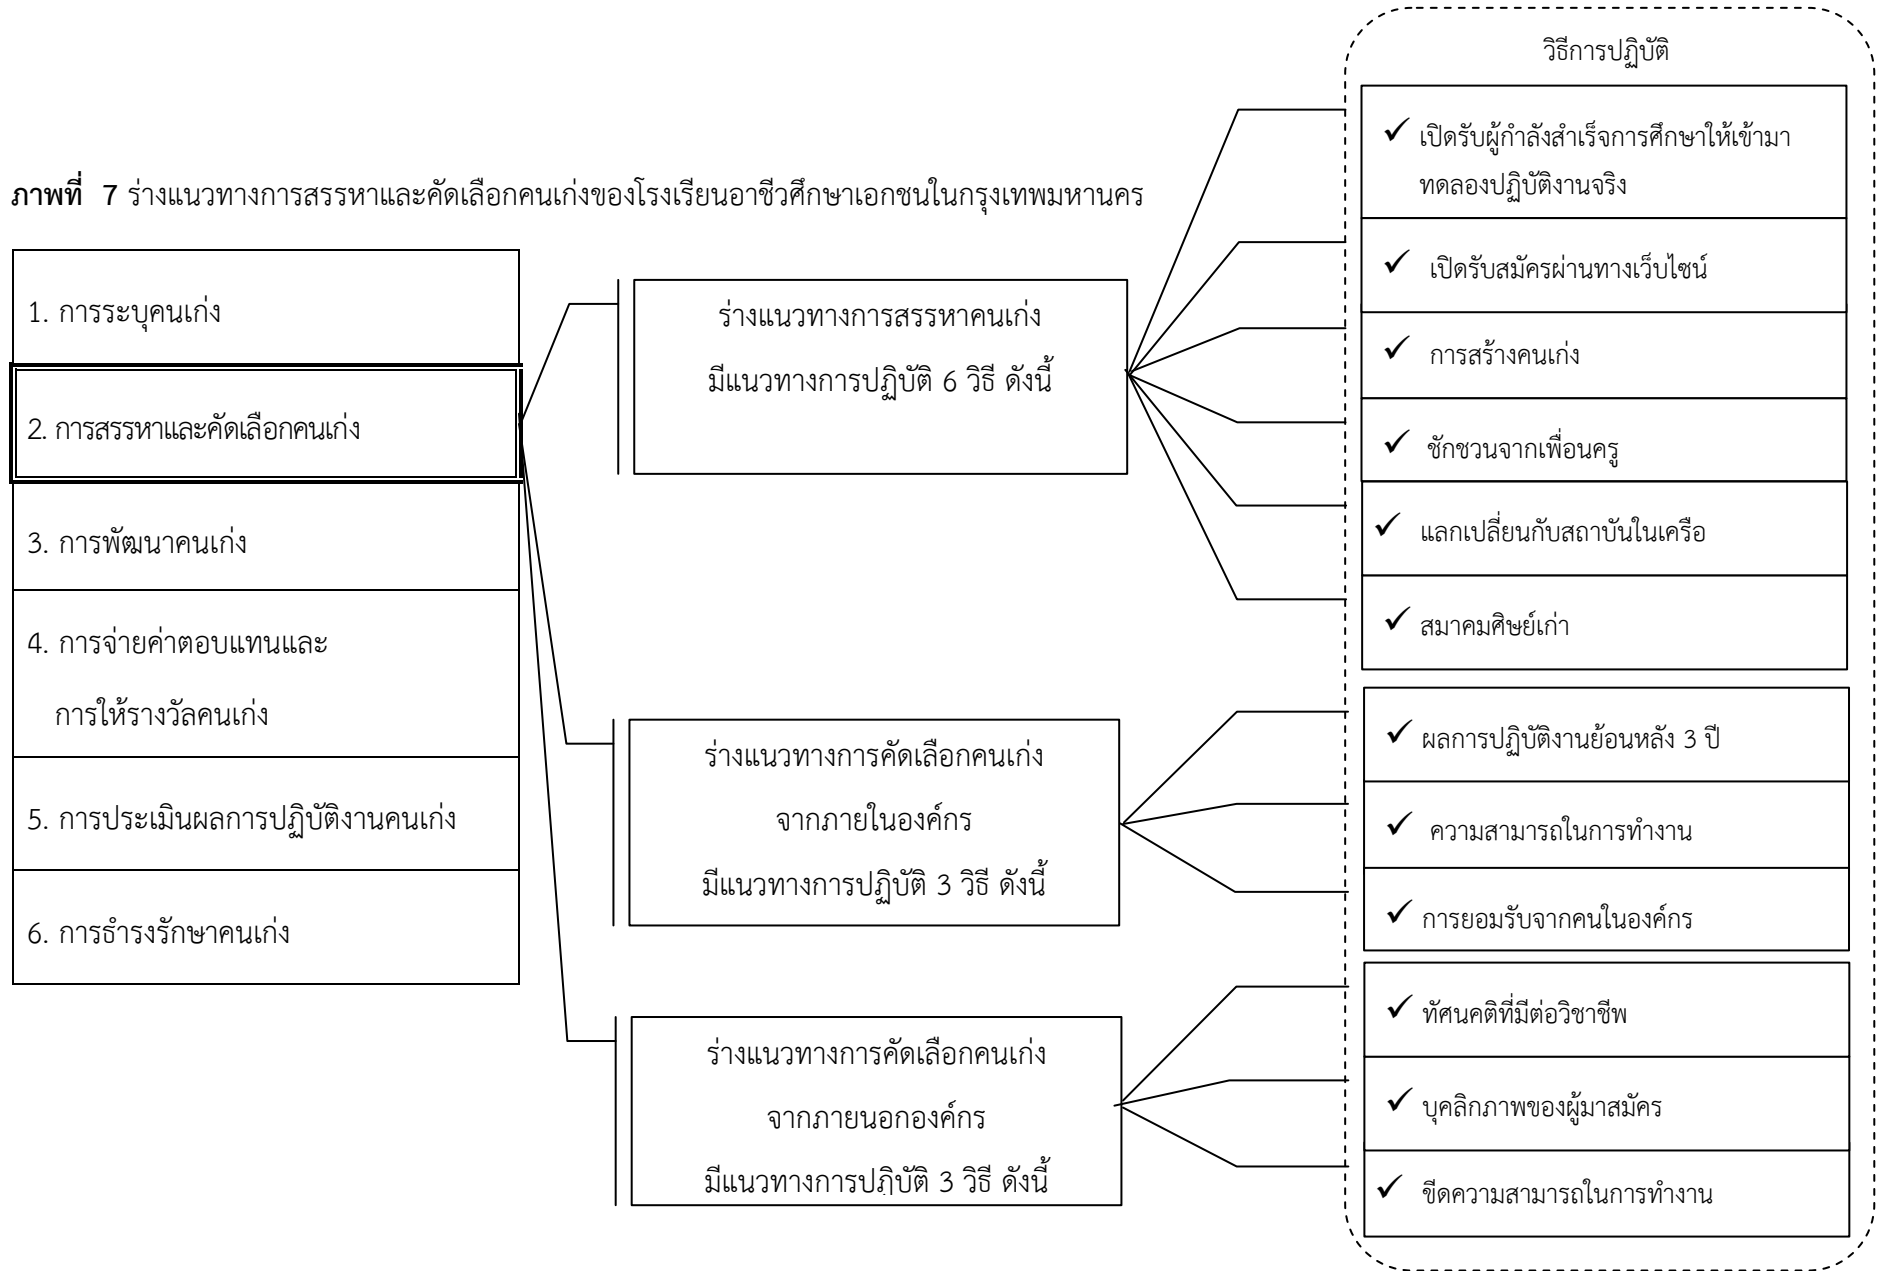 ภาพที่ 7 ร่างแนวทางการสรรหาและคัดเลือกคนเก่งของโรงเรียนอาชีวศึกษาเอกชนในกรุงเทพมหานคร
1. การระบุคนเก่ง
2. การสรรหาและคัดเลือกคนเก่ง
3. การพัฒนาคนเก่ง
4. การจ่ายค่าตอบแทนและ
การให้รางวัลคนเก่ง
5. การประเมินผลการปฏิบัติงานคนเก่ง
6. การธำรงรักษาคนเก่ง
ร่างแนวทางการสรรหาคนเก่ง
มีแนวทางการปฏิบัติ 6 วิธี ดังนี้
ร่างแนวทางการคัดเลือกคนเก่ง
จากภายในองค์กร
มีแนวทางการปฏิบัติ 3 วิธี ดังนี้
ร่างแนวทางการคัดเลือกคนเก่ง
จากภายนอกองค์กร
มีแนวทางการปฏิบัติ 3 วิธี ดังนี้
วิธีการปฏิบัติ
✓ เปิดรับผู้กำลังสำเร็จการศึกษาให้เข้ามา
ทดลองปฏิบัติงานจริง
✓ เปิดรับสมัครผ่านทางเว็บไซน์
✓ การสร้างคนเก่ง
✓ ชักชวนจากเพื่อนครู
✓ แลกเปลี่ยนกับสถาบันในเครือ
✓ สมาคมศิษย์เก่า
✓ ผลการปฏิบัติงานย้อนหลัง 3 ปี
✓ ความสามารถในการทำงาน
✓ การยอมรับจากคนในองค์กร
✓ ทัศนคติที่มีต่อวิชาชีพ
✓ บุคลิกภาพของผู้มาสมัคร
✓ ขีดความสามารถในการทำงาน